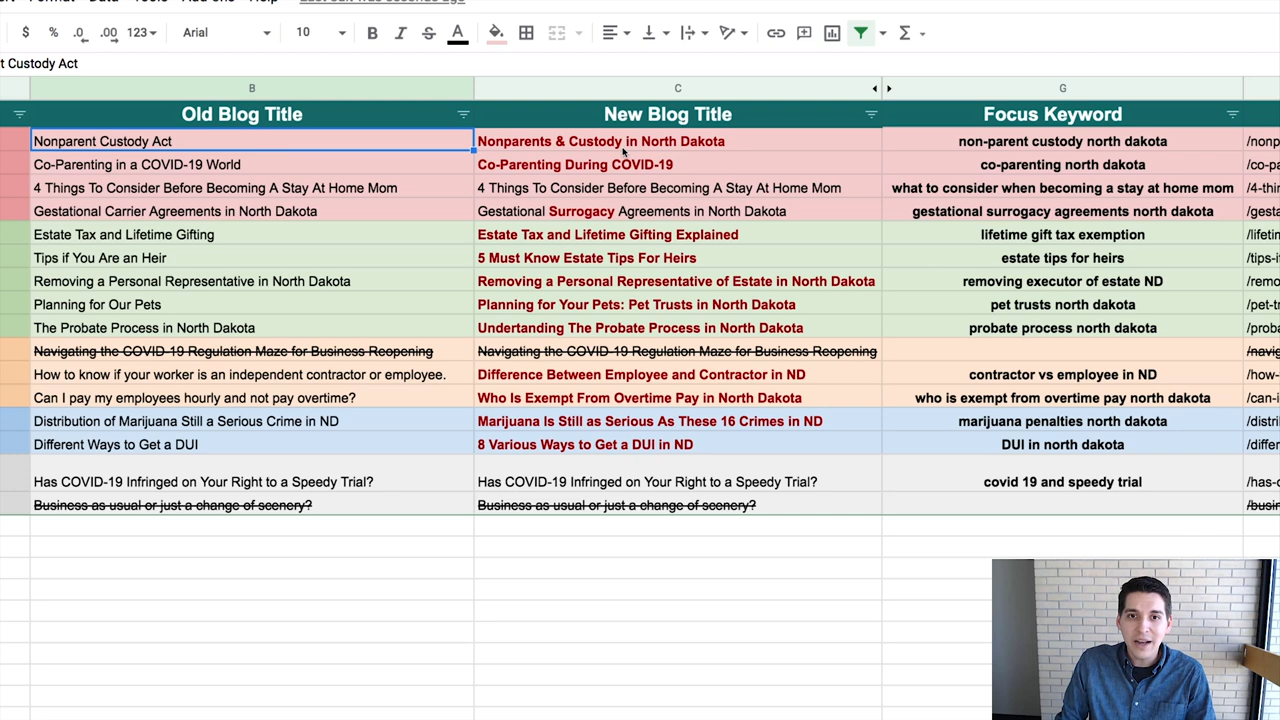 Format Data Tools Add-ons Help Last edit was seconds ago
$ % .0 .00 123 Arial 10 B I S A Σ
t Custody Act
B C G
Old Blog Title New Blog Title Focus Keyword
Nonparent Custody Act Nonparents & Custody in North Dakota non-parent custody north dakota /nonp
Co-Parenting in a COVID-19 World Co-Parenting During COVID-19 co-parenting north dakota /co-pa
4 Things To Consider Before Becoming A Stay At Home Mom 4 Things To Consider Before Becoming A Stay At Home Mom what to consider when becoming a stay at home mom /4-thi
Gestational Carrier Agreements in North Dakota Gestational Surrogacy Agreements in North Dakota gestational surrogacy agreements north dakota /gesta
Estate Tax and Lifetime Gifting Estate Tax and Lifetime Gifting Explained lifetime gift tax exemption /lifetin
Tips if You Are an Heir 5 Must Know Estate Tips For Heirs estate tips for heirs /tips-i
Removing a Personal Representative in North Dakota Removing a Personal Representative of Estate in North Dakota removing executor of estate ND /remo
Planning for Our Pets Planning for Your Pets: Pet Trusts in North Dakota pet trusts north dakota /pet-tr
The Probate Process in North Dakota Undertanding The Probate Process in North Dakota probate process north dakota /proba
Navigating the COVID-19 Regulation Maze for Business Reopening Navigating the COVID-19 Regulation Maze for Business Reopening /navig
How to know if your worker is an independent contractor or employee. Difference Between Employee and Contractor in ND contractor vs employee in ND /how-
Can I pay my employees hourly and not pay overtime? Who Is Exempt From Overtime Pay in North Dakota who is exempt from overtime pay north dakota /can-i
Distribution of Marijuana Still a Serious Crime in ND Marijuana Is Still as Serious As These 16 Crimes in ND marijuana penalties north dakota /distri
Different Ways to Get a DUI 8 Various Ways to Get a DUI in ND DUI in north dakota /differ
Has COVID-19 Infringed on Your Right to a Speedy Trial? Has COVID-19 Infringed on Your Right to a Speedy Trial? covid 19 and speedy trial /has-c
Business as usual or just a change of scenery? Business as usual or just a change of scenery? /busin